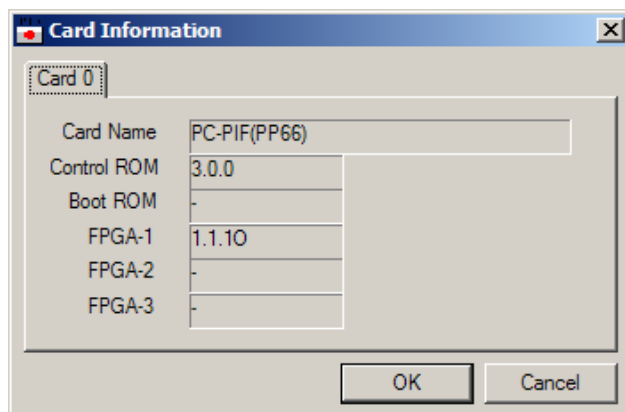 Card Information
Card 0
Card Name PC-PIF(PP66)
Control ROM 3.0.0
Boot ROM -
FPGA-1 1.1.1O
FPGA-2 -
FPGA-3 -
OK Cancel